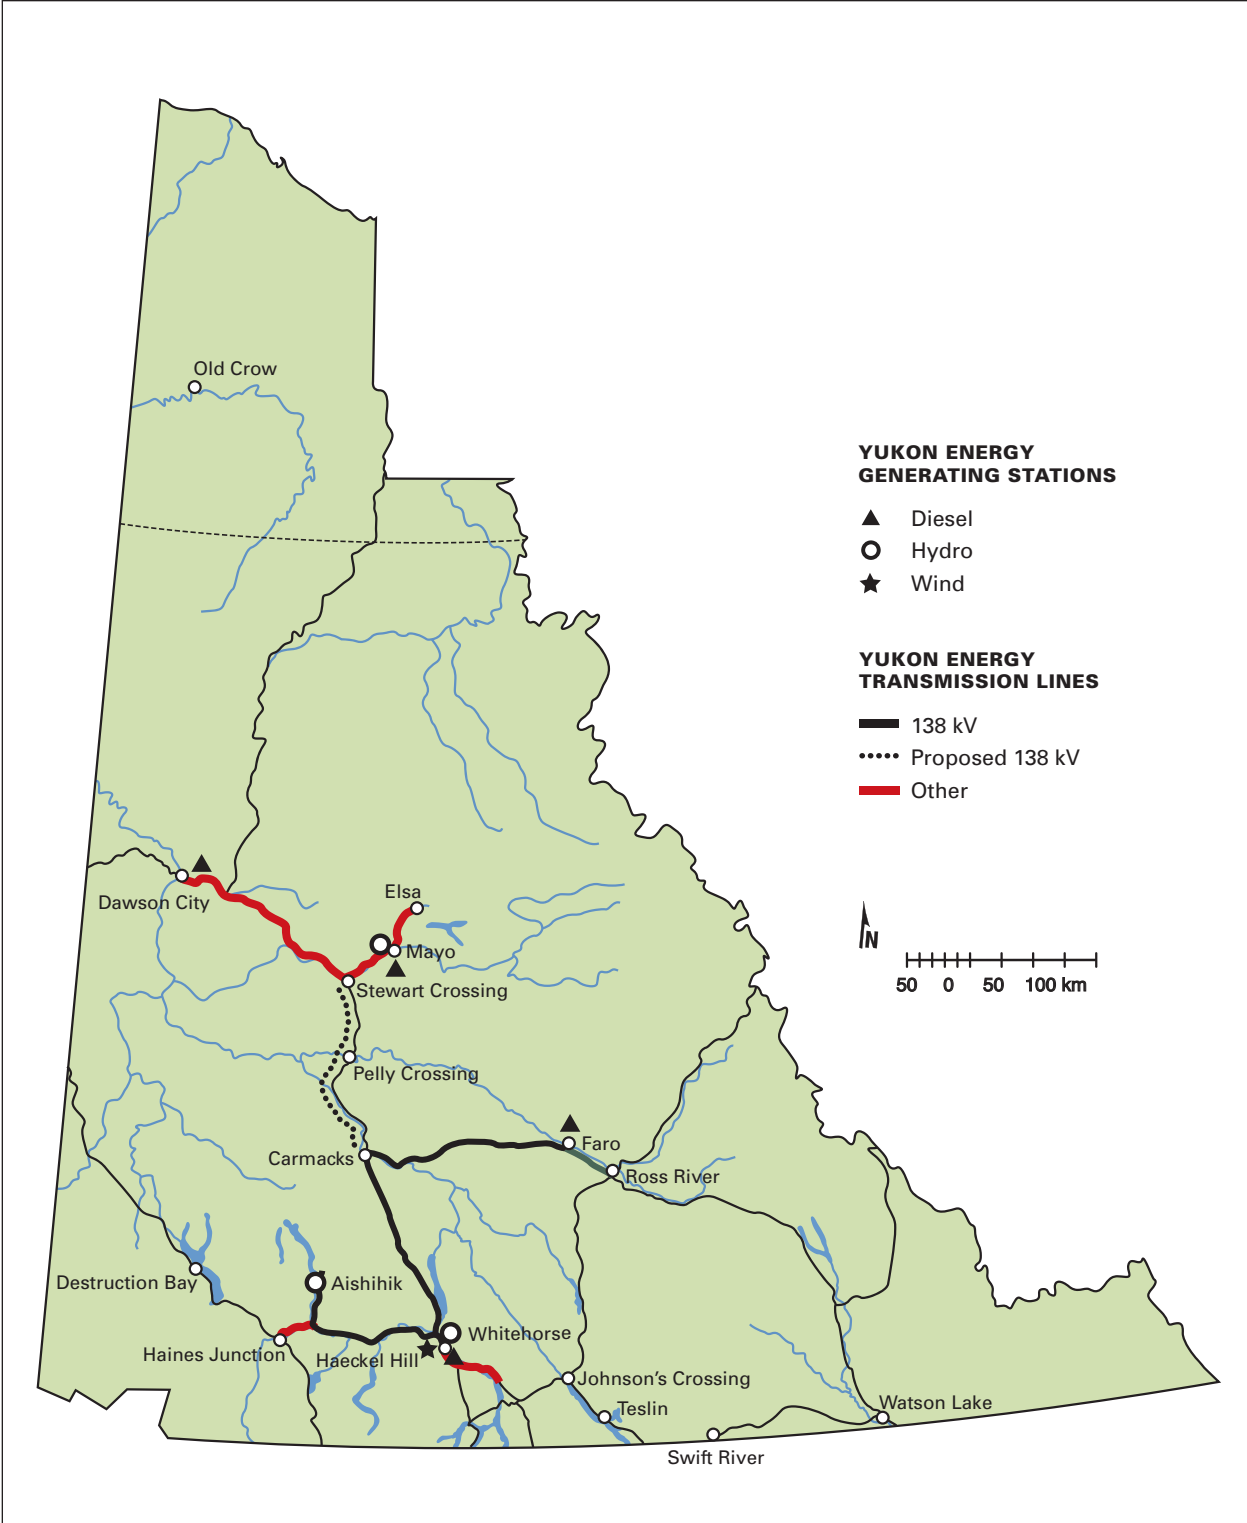 Old Crow
YUKON ENERGY
GENERATING STATIONS
Diesel
Hydro
Wind
YUKON ENERGY
TRANSMISSION LINES
138 kV
Proposed 138 kV
Other
Dawson City
Elsa
Mayo
Stewart Crossing
N
50 0 50 100 km
Pelly Crossing
Faro
Carmacks
Ross River
Destruction Bay
Aishihik
Whitehorse
Haines Junction
Haeckel Hill
Johnson's Crossing
Teslin
Watson Lake
Swift River